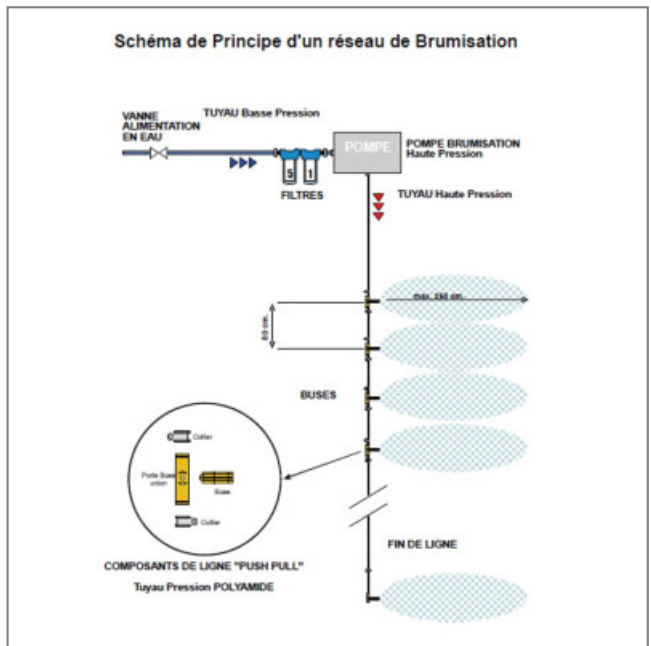 Schéma de Principe d'un réseau de Brumisation
VANNE
ALIMENTATION
EN EAU
TUYAU Basse Pression
5
1
FILTRES
POMPE
POMPE BRUMISATION
Haute Pression
TUYAU Haute Pression
max. 250 cm.
80 cm.
BUSES
Collier
Porte Buse
union
Buse
Collier
COMPOSANTS DE LIGNE "PUSH PULL"
Tuyau Pression POLYAMIDE
FIN DE LIGNE